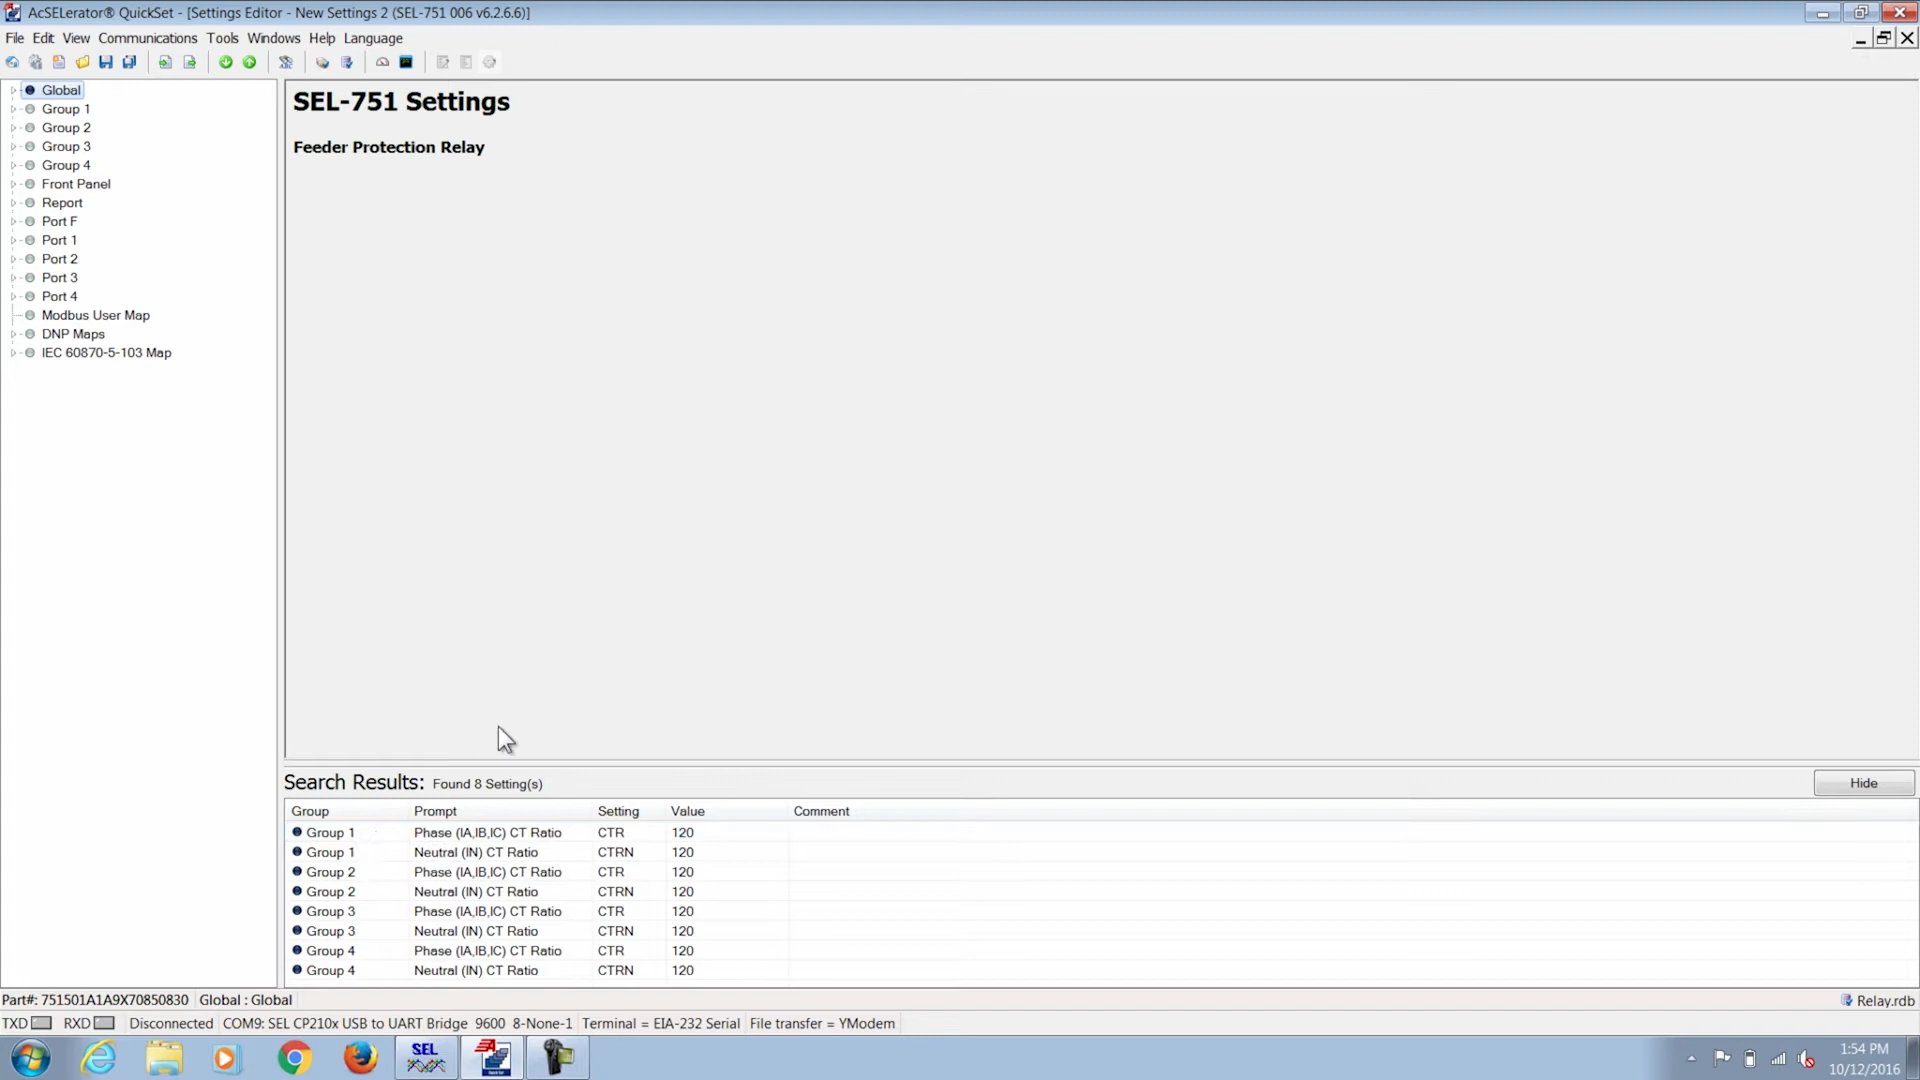 AcSELerator® QuickSet - [Settings Editor - New Settings 2 (SEL-751 006 v6.2.6.6)]
File Edit View Communications Tools Windows Help Language
Global
Group 1
Group 2
Group 3
Group 4
Front Panel
Report
Port F
Port 1
Port 2
Port 3
Port 4
Modbus User Map
DNP Maps
IEC 60870-5-103 Map
SEL-751 Settings
Feeder Protection Relay
Search Results: Found 8 Setting(s) Hide
Group Prompt Setting Value Comment
Group 1 Phase (IA,IB,IC) CT Ratio CTR 120
Group 1 Neutral (IN) CT Ratio CTRN 120
Group 2 Phase (IA,IB,IC) CT Ratio CTR 120
Group 2 Neutral (IN) CT Ratio CTRN 120
Group 3 Phase (IA,IB,IC) CT Ratio CTR 120
Group 3 Neutral (IN) CT Ratio CTRN 120
Group 4 Phase (IA,IB,IC) CT Ratio CTR 120
Group 4 Neutral (IN) CT Ratio CTRN 120
Part#: 751501A1A9X70850830 Global : Global Relay.rdb
TXD RXD Disconnected COM9: SEL CP210x USB to UART Bridge 9600 8-None-1 Terminal = EIA-232 Serial File transfer = YModem
SEL
1:54 PM
10/12/2016